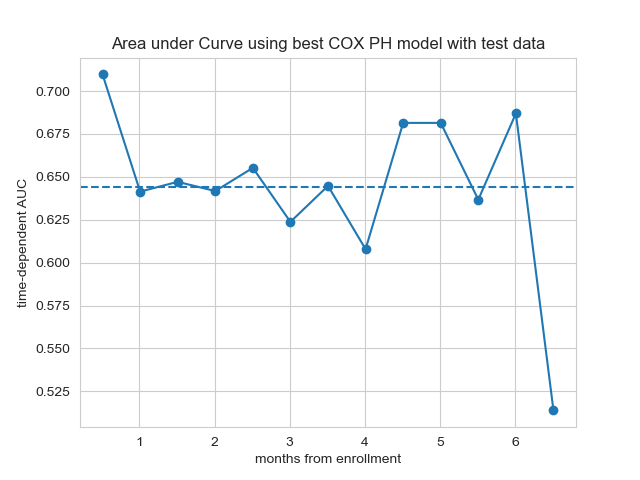 Area under Curve using best COX PH model with test data
time-dependent AUC
0.700
0.675
0.650
0.625
0.600
0.575
0.550
0.525
1 2 3 4 5 6
months from enrollment